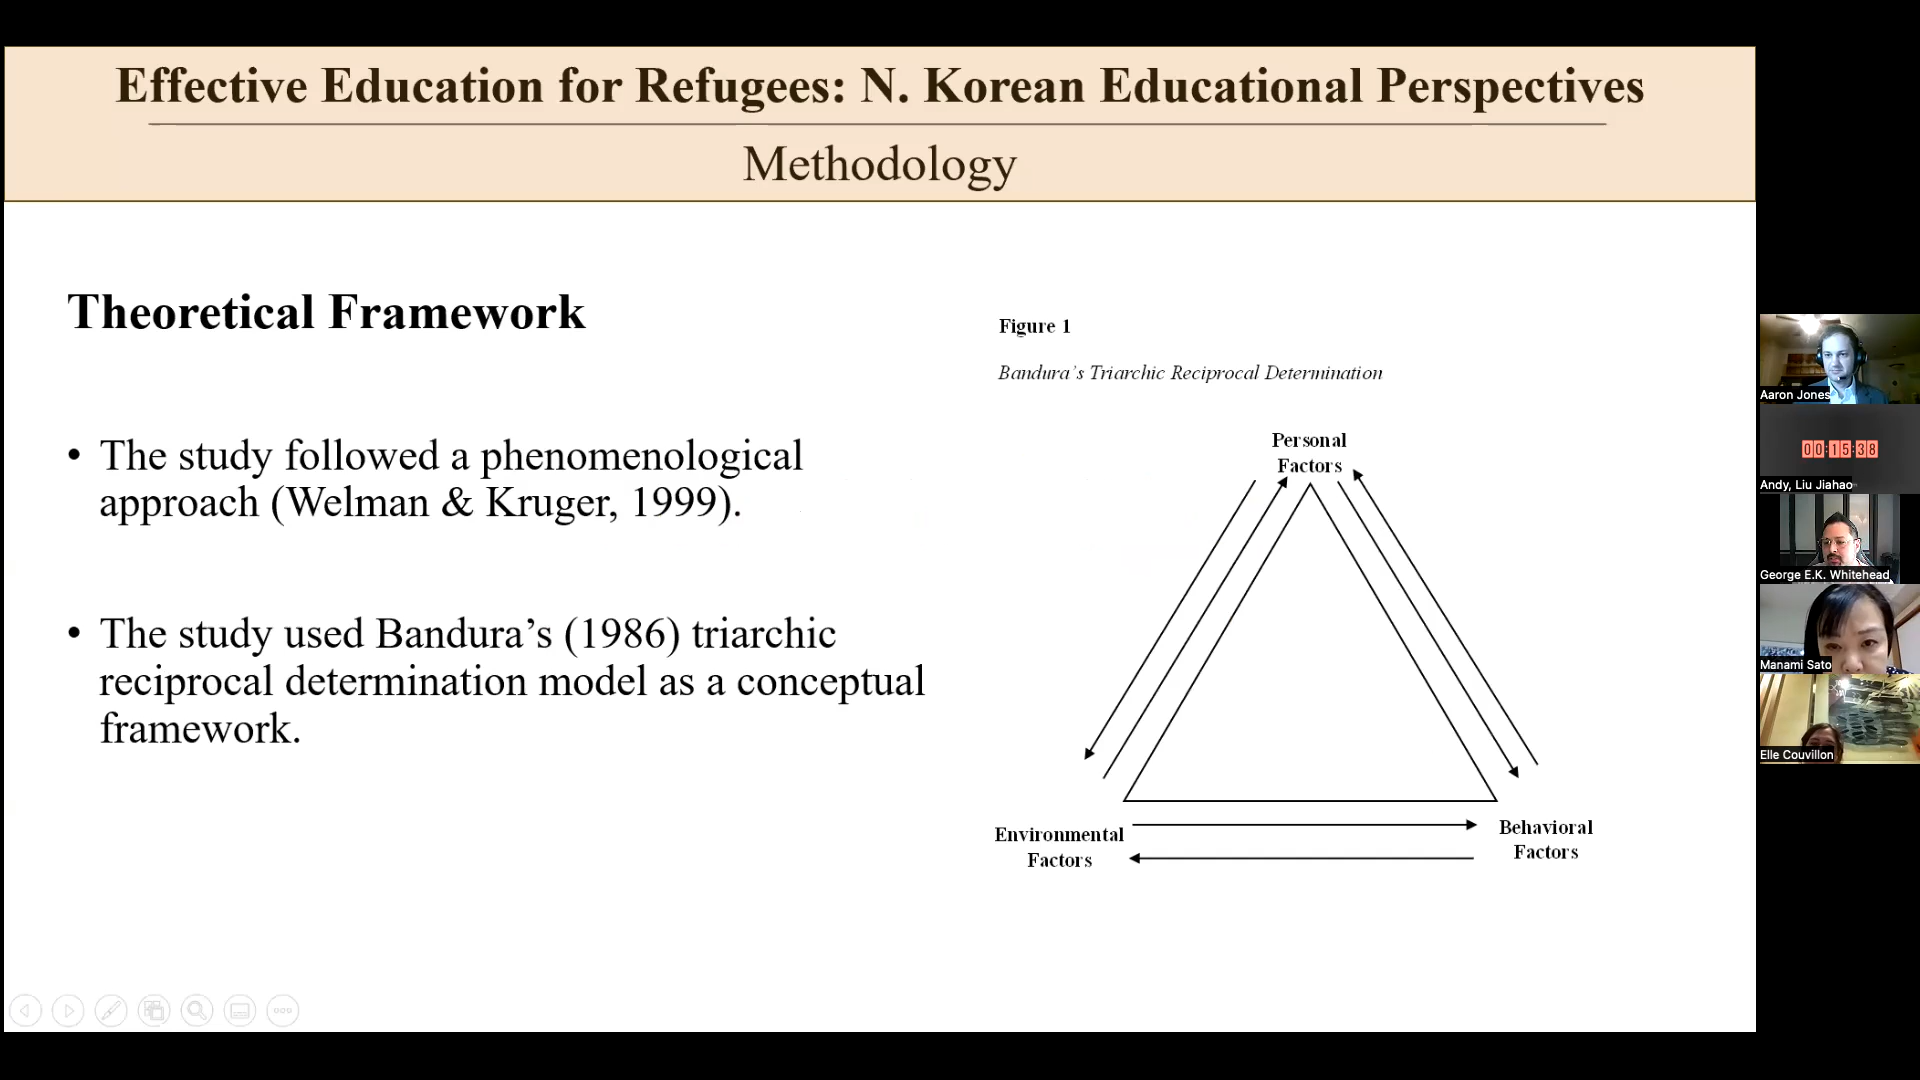 Effective Education for Refugees: N. Korean Educational Perspectives
Methodology
Theoretical Framework
• The study followed a phenomenological
approach (Welman & Kruger, 1999).
• The study used Bandura’s (1986) triarchic
reciprocal determination model as a conceptual
framework.
Figure 1
Bandura’s Triarchic Reciprocal Determination
Personal
Factors
Environmental
Factors
Behavioral
Factors
Aaron Jones
00:15:38
Andy, Liu Jiahao
George E.K. Whitehead
Manami Sato
Elle Couvillon